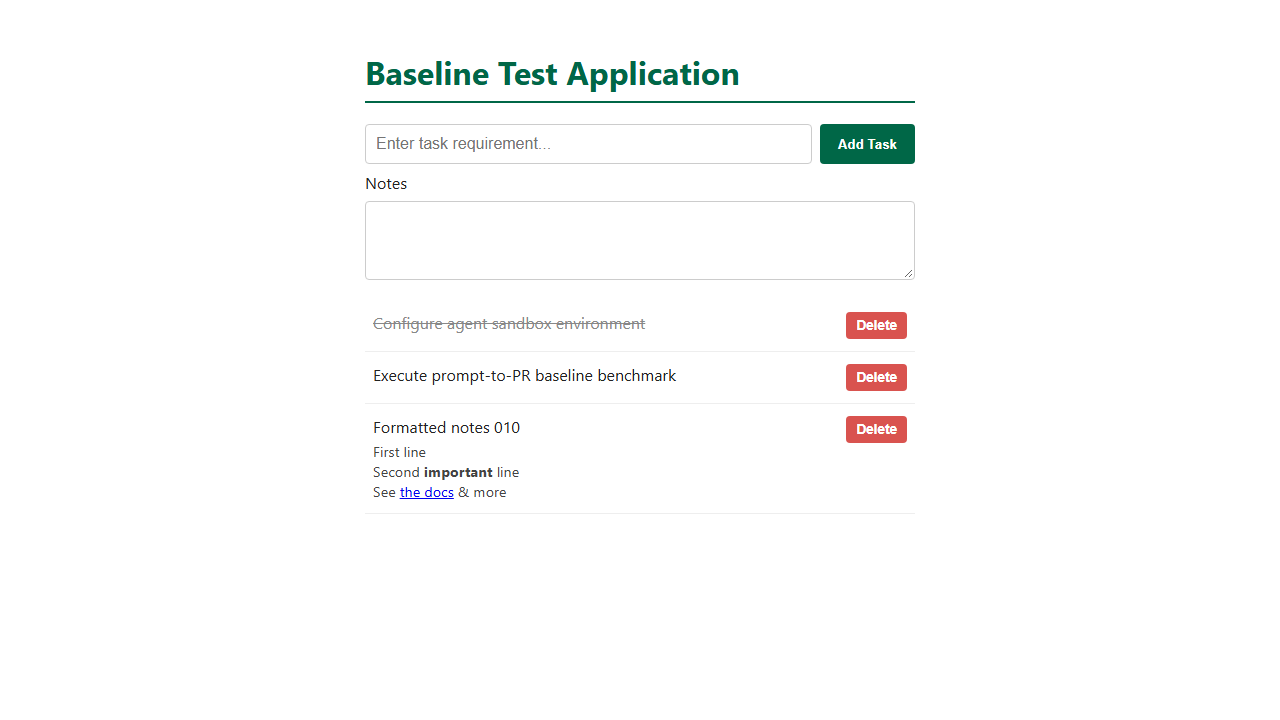 Baseline Test Application
Enter task requirement...
Add Task
Notes
Configure agent sandbox environment
Delete
Execute prompt-to-PR baseline benchmark
Delete
Formatted notes 010
Delete
First line
Second important line
See the docs & more